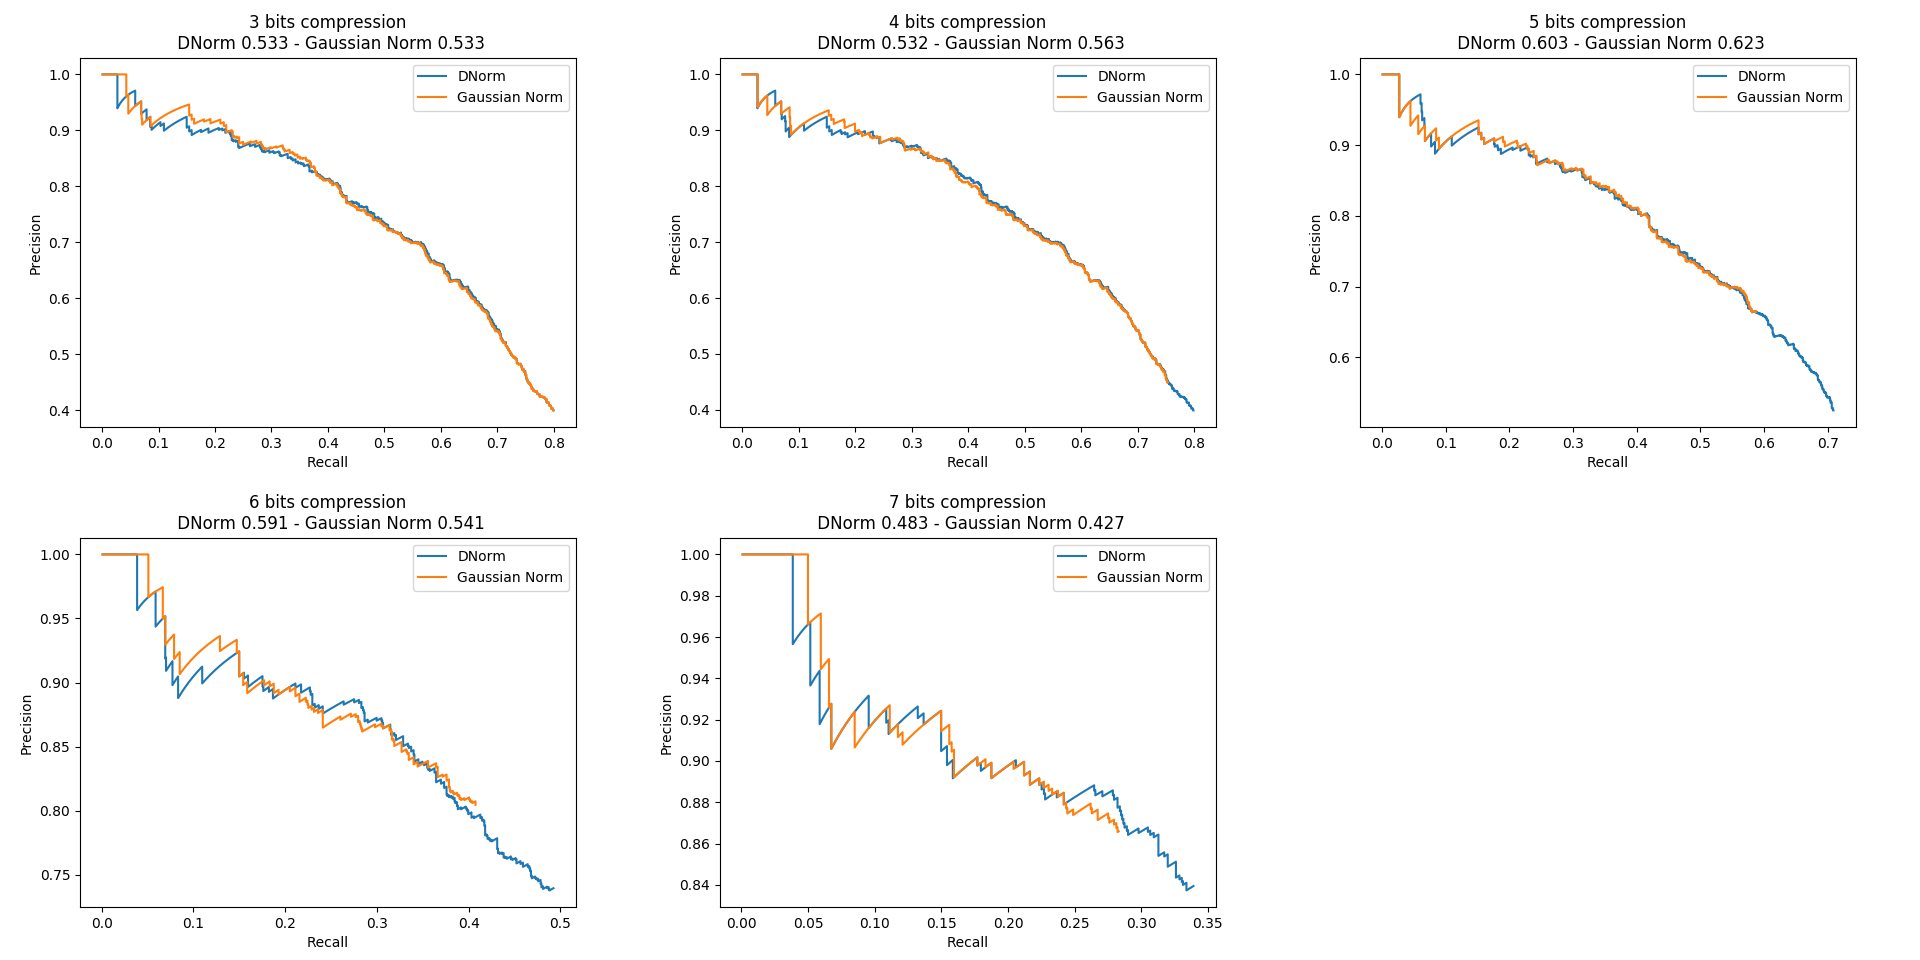 3 bits compression
DNorm 0.533 - Gaussian Norm 0.533
DNorm
Gaussian Norm
1.0
0.9
0.8
0.7
0.6
0.5
0.4
Precision
0.0 0.1 0.2 0.3 0.4 0.5 0.6 0.7 0.8
Recall
4 bits compression
DNorm 0.532 - Gaussian Norm 0.563
DNorm
Gaussian Norm
1.0
0.9
0.8
0.7
0.6
0.5
0.4
Precision
0.0 0.1 0.2 0.3 0.4 0.5 0.6 0.7 0.8
Recall
5 bits compression
DNorm 0.603 - Gaussian Norm 0.623
DNorm
Gaussian Norm
1.0
0.9
0.8
0.7
0.6
Precision
0.0 0.1 0.2 0.3 0.4 0.5 0.6 0.7
Recall
6 bits compression
DNorm 0.591 - Gaussian Norm 0.541
DNorm
Gaussian Norm
1.00
0.95
0.90
0.85
0.80
0.75
Precision
0.0 0.1 0.2 0.3 0.4 0.5
Recall
7 bits compression
DNorm 0.483 - Gaussian Norm 0.427
DNorm
Gaussian Norm
1.00
0.98
0.96
0.94
0.92
0.90
0.88
0.86
0.84
Precision
0.00 0.05 0.10 0.15 0.20 0.25 0.30 0.35
Recall